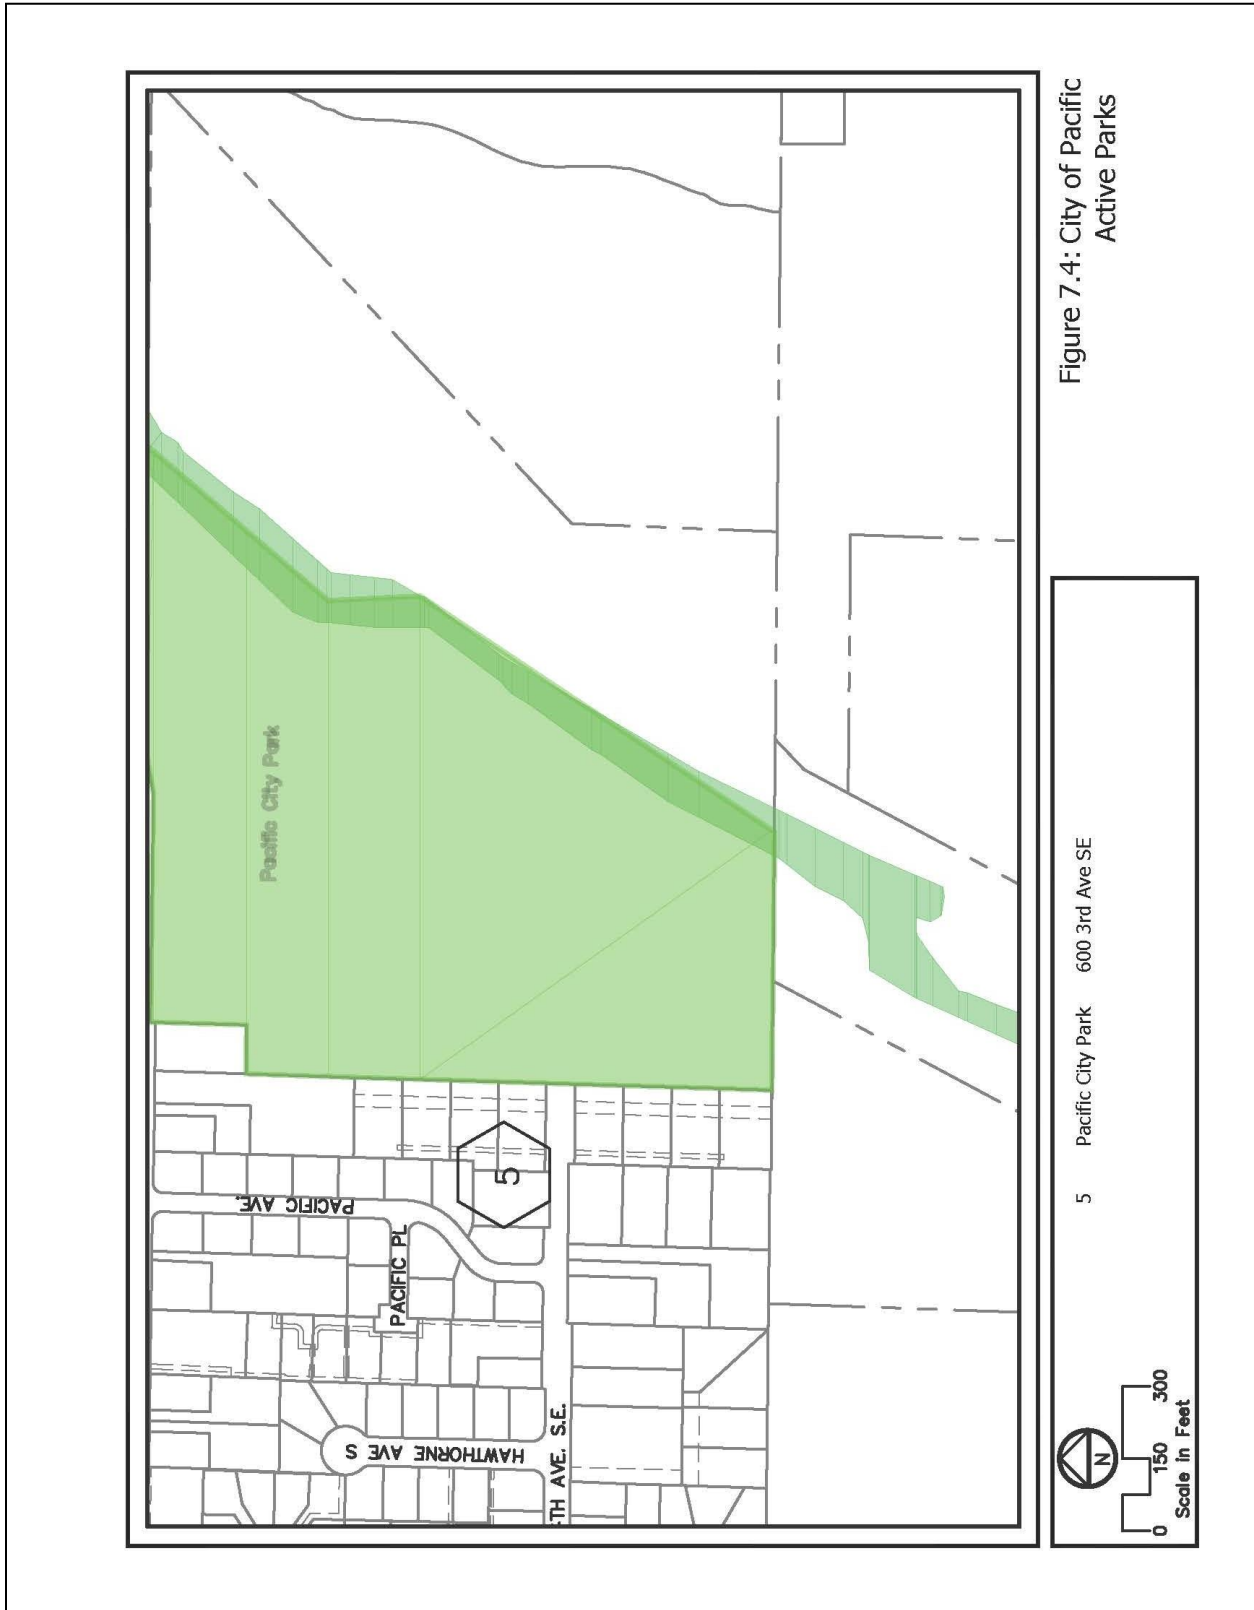 Figure 7.4: City of Pacific
Active Parks
Pacific City Park
PACIFIC AVE.
PACIFIC PL
5
HAWTHORNE AVE S
TH AVE. S.E.
5 Pacific City Park 600 3rd Ave SE
N
0 150 300
Scale in Feet